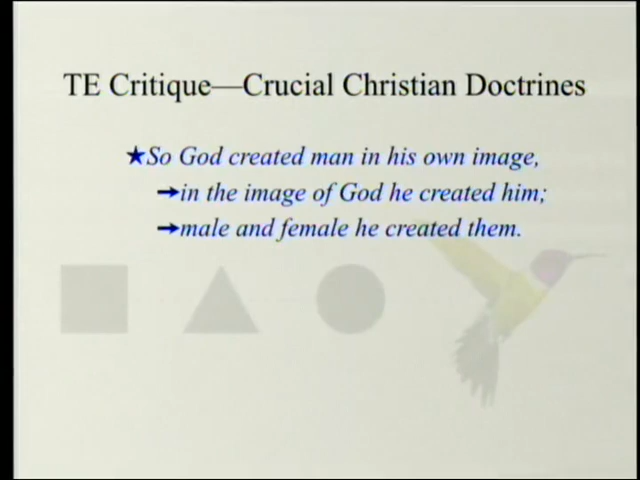 TE Critique—Crucial Christian Doctrines
★So God created man in his own image,
→in the image of God he created him;
→male and female he created them.